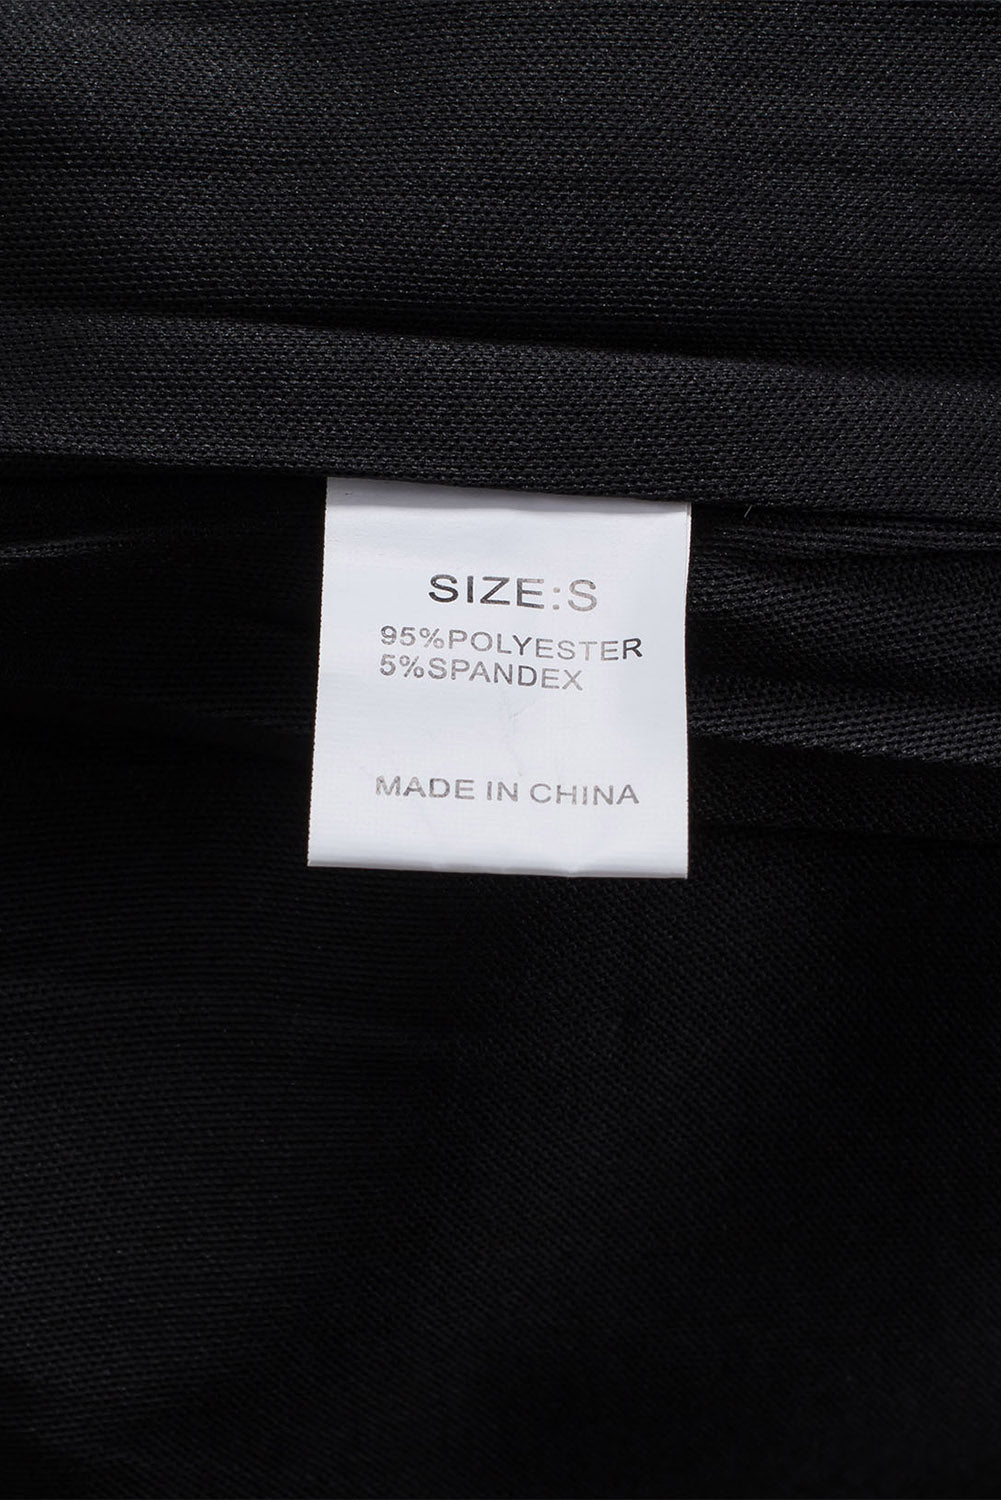 SIZE:S
95%POLYESTER
5%SPANDEX
MADE IN CHINA